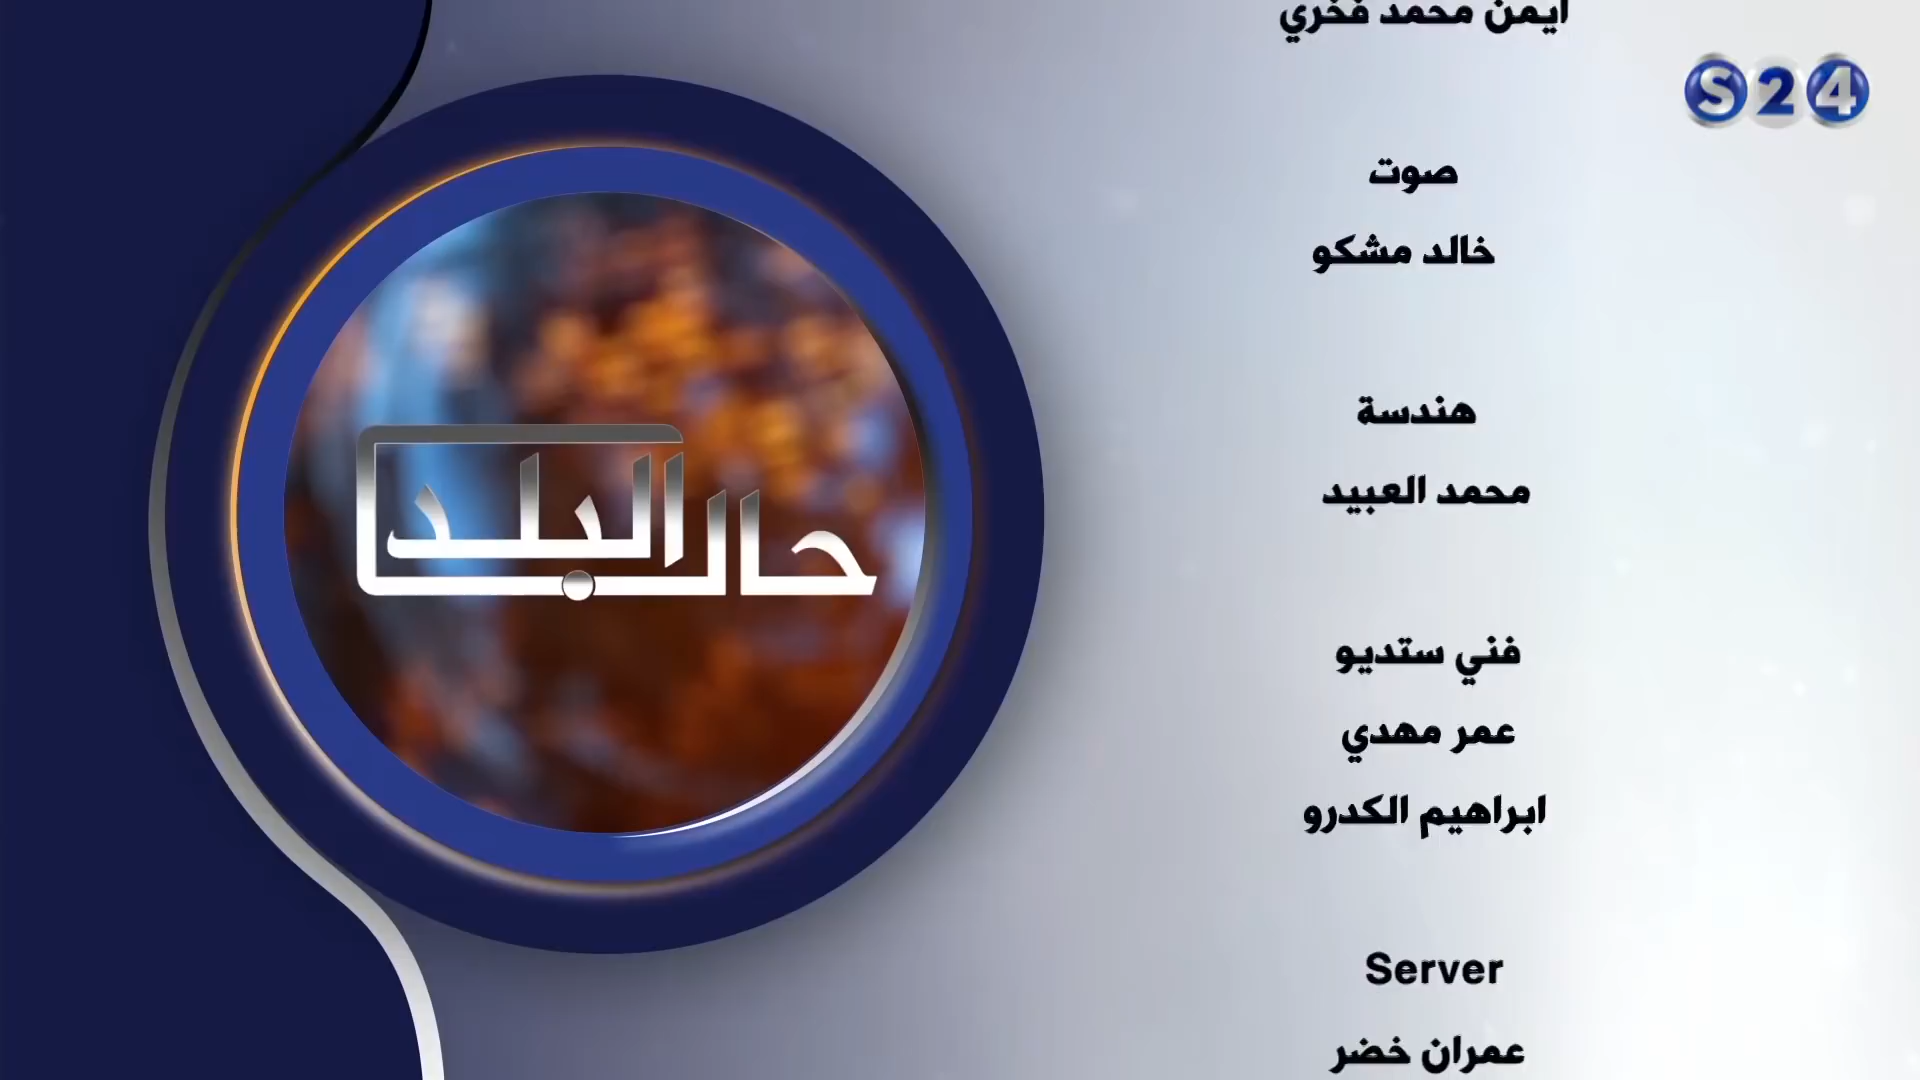 ايمن محمد فخري
S24
صوت
خالد مشكو
هندسة
محمد العبيد
حال البلد
فني ستديو
عمر مهدي
ابراهيم الكدرو
Server
عمران خضر